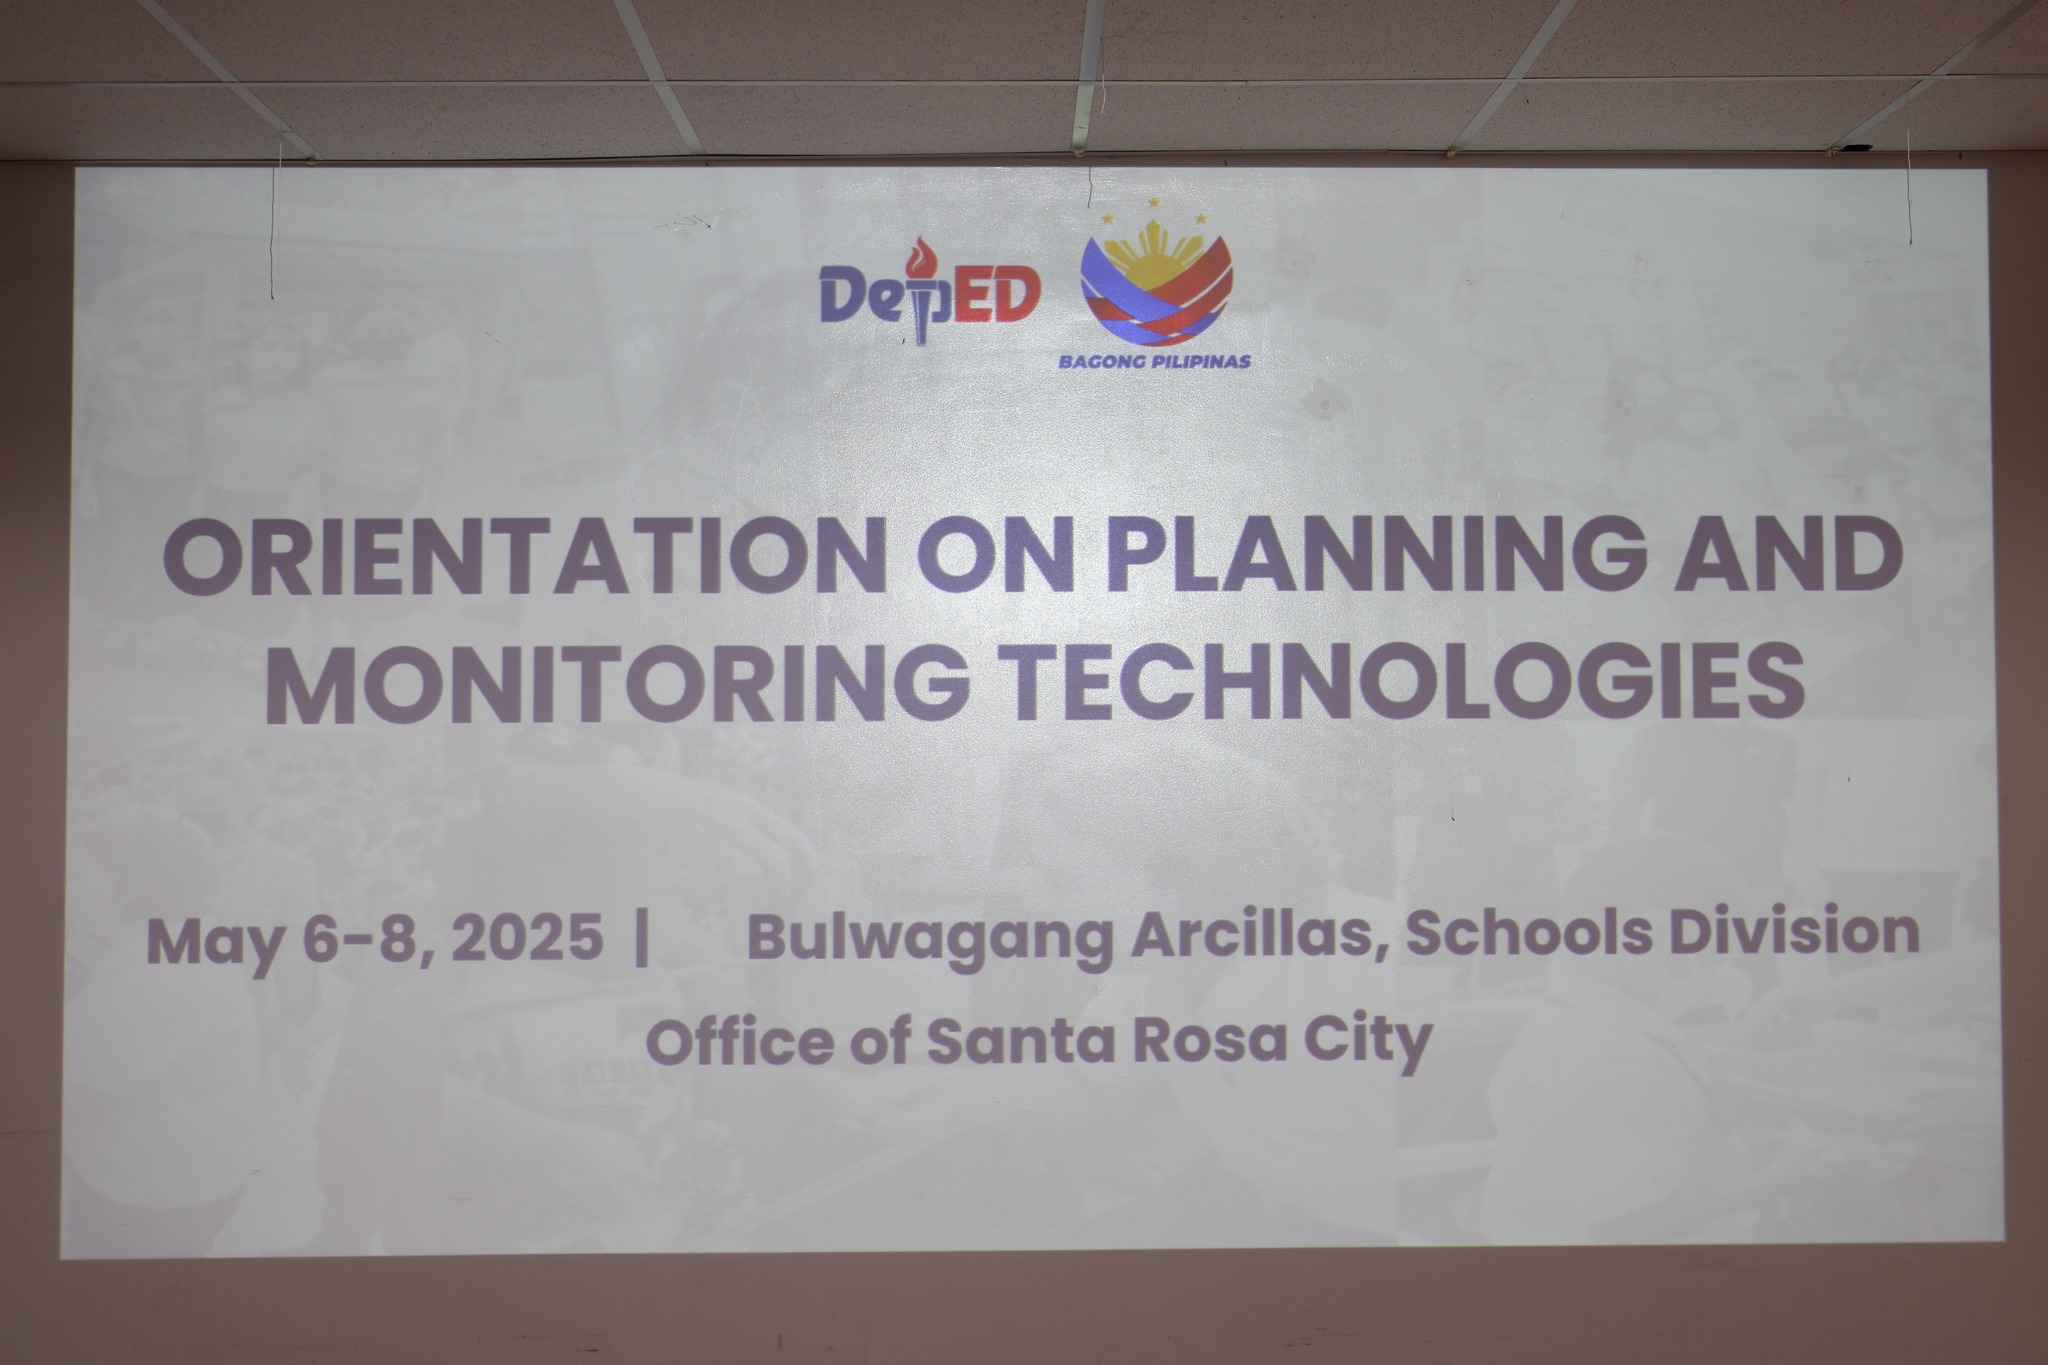 DepED
BAGONG PILIPINAS
ORIENTATION ON PLANNING AND
MONITORING TECHNOLOGIES
May 6-8, 2025 | Bulwagang Arcillas, Schools Division
Office of Santa Rosa City